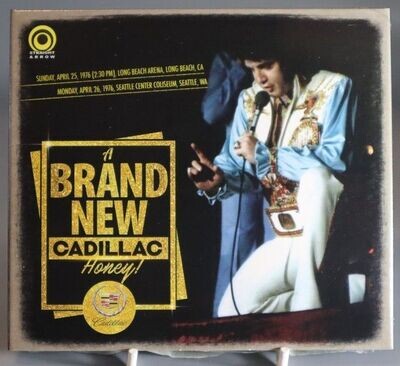 STRAIGHT
ARROW
SUNDAY, APRIL 25, 1976 (2:30 PM), LONG BEACH ARENA, LONG BEACH, CA
MONDAY, APRIL 26, 1976, SEATTLE CENTER COLISEUM, SEATTLE, WA
A
BRAND
NEW
CADILLAC
Honey!
Cadillac